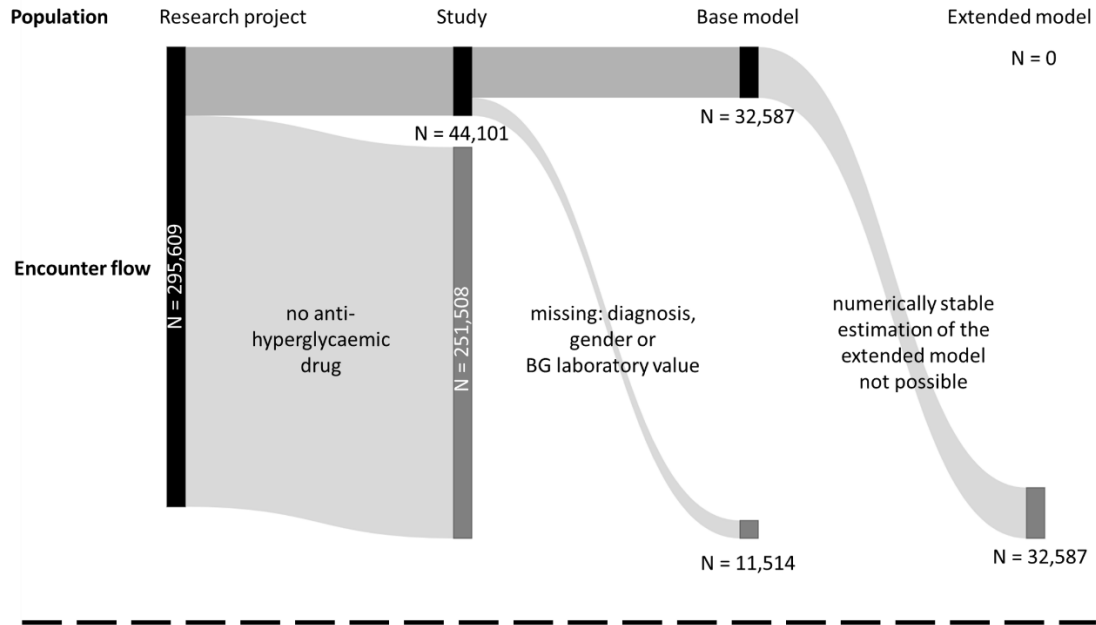 Population
Research project
Study
Base model
Extended model
N = 0
N = 44,101
N = 32,587
Encounter flow
N = 295,609
no anti-
hyperglycaemic
drug
N = 251,508
missing: diagnosis,
gender or
BG laboratory value
numerically stable
estimation of the
extended model
not possible
N = 11,514
N = 32,587